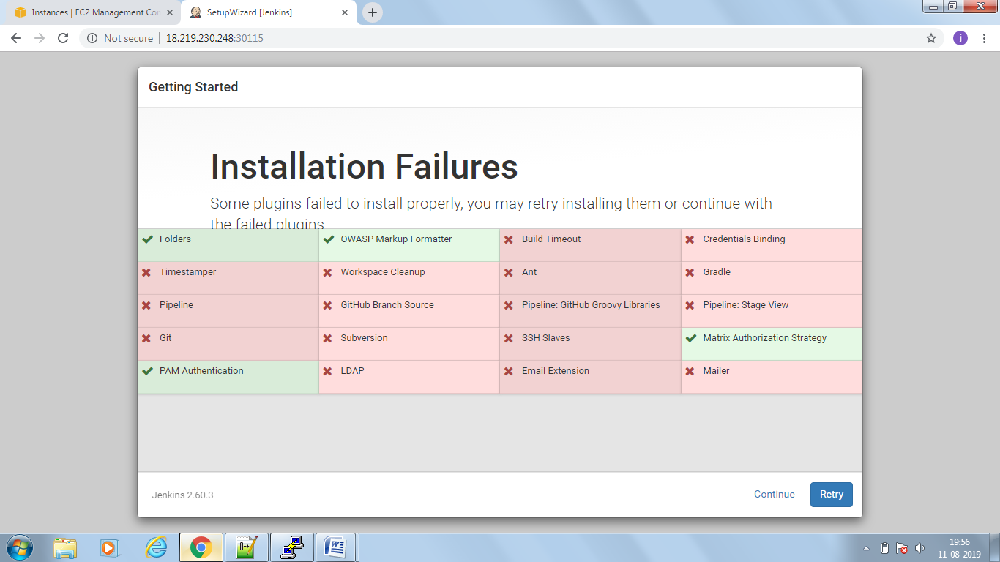 Instances | EC2 Management Con
SetupWizard [Jenkins]
Not secure
18.219.230.248:30115
j
Getting Started
Installation Failures
Some plugins failed to install properly, you may retry installing them or continue with
the failed plugins
Folders
OWASP Markup Formatter
Build Timeout
Credentials Binding
Timestamper
Workspace Cleanup
Ant
Gradle
Pipeline
GitHub Branch Source
Pipeline: GitHub Groovy Libraries
Pipeline: Stage View
Git
Subversion
SSH Slaves
Matrix Authorization Strategy
PAM Authentication
LDAP
Email Extension
Mailer
Jenkins 2.60.3
Continue
Retry
19:56
11-08-2019